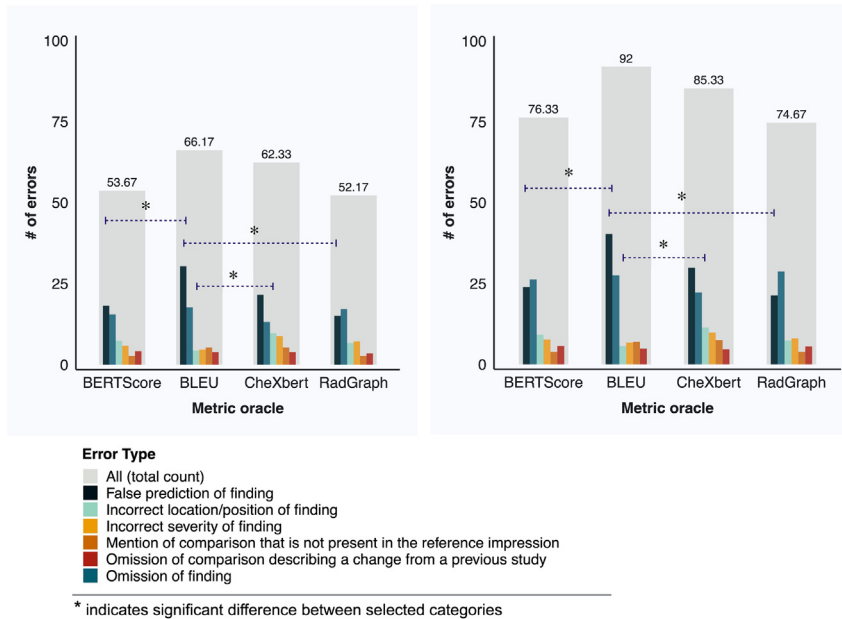 100
75
50
25
0
# of errors
53.67
66.17
62.33
52.17
*
*
*
BERTScore BLEU CheXbert RadGraph
Metric oracle
100
75
50
25
0
# of errors
76.33
92
85.33
74.67
*
*
*
BERTScore BLEU CheXbert RadGraph
Metric oracle
Error Type
All (total count)
False prediction of finding
Incorrect location/position of finding
Incorrect severity of finding
Mention of comparison that is not present in the reference impression
Omission of comparison describing a change from a previous study
Omission of finding
* indicates significant difference between selected categories